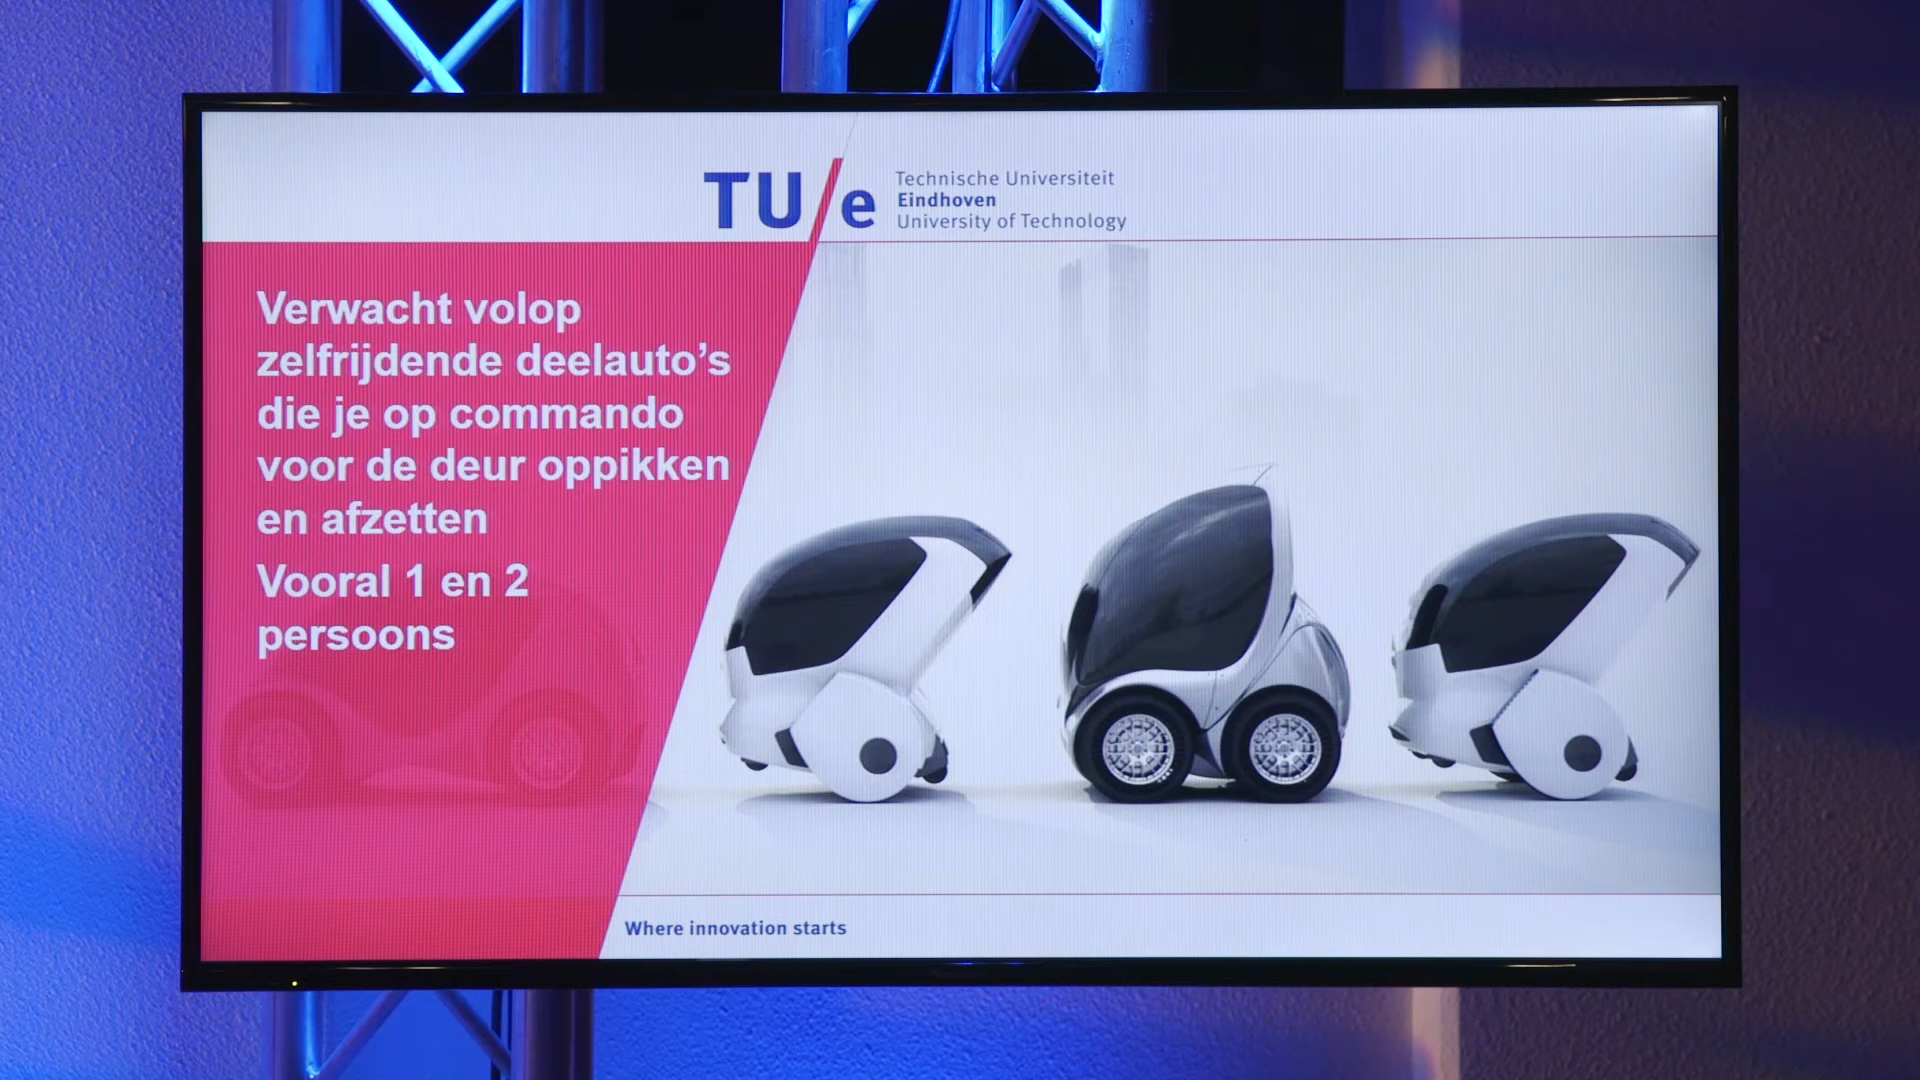 TU/e
Technische Universiteit
Eindhoven
University of Technology
Verwacht volop
zelfrijdende deelauto’s
die je op commando
voor de deur oppikken
en afzetten
Vooral 1 en 2
persoons
Where innovation starts